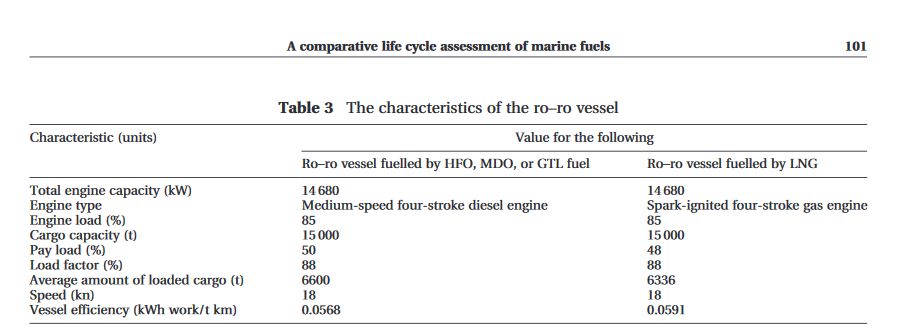 A comparative life cycle assessment of marine fuels 101
Table 3 The characteristics of the ro–ro vessel
Characteristic (units) Value for the following
Ro–ro vessel fuelled by HFO, MDO, or GTL fuel Ro–ro vessel fuelled by LNG
Total engine capacity (kW) 14 680 14 680
Engine type Medium-speed four-stroke diesel engine Spark-ignited four-stroke gas engine
Engine load (%) 85 85
Cargo capacity (t) 15 000 15 000
Pay load (%) 50 48
Load factor (%) 88 88
Average amount of loaded cargo (t) 6600 6336
Speed (kn) 18 18
Vessel efficiency (kWh work/t km) 0.0568 0.0591